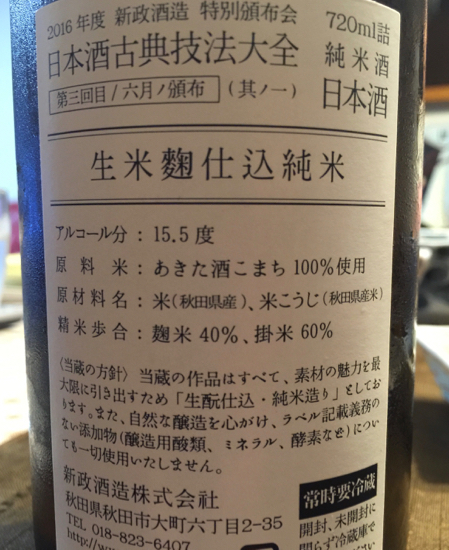 2016年度 新政酒造 特別頒布会
720ml詰
日本酒古典技法大全
純米酒
第三回目/六月ノ頒布 (其ノ一)
日本酒
生米麴仕込純米
アルコール分 : 15.5度
原料米 : あきた酒こまち 100%使用
原材料名 : 米(秋田県産)、米こうじ(秋田県産米)
精米歩合 : 麴米 40%、掛米 60%
〈当蔵の方針〉 当蔵の作品はすべて、素材の魅力を最
大限に引き出すため「生酛仕込・純米造り」としてお
ります。また、自然な醸造を心がけ、ラベル記載義務の
ない添加物(醸造用酸類、ミネラル、酵素など)につい
ても一切使用いたしません。
新政酒造株式会社
秋田県秋田市大町六丁目2-35
TEL 018-823-6407
常時要冷蔵
開封、未開封に